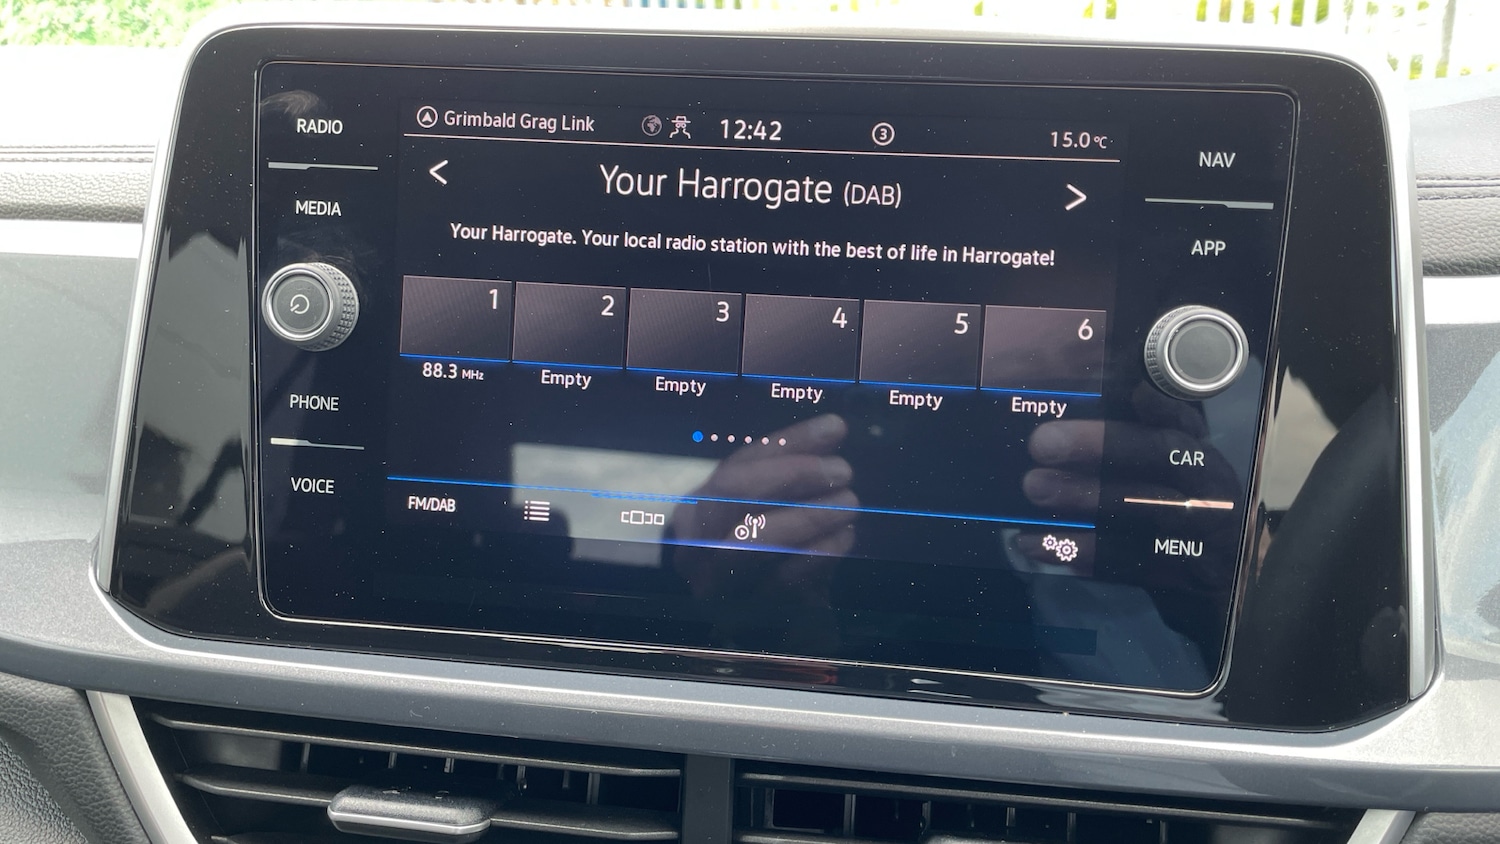 RADIO
MEDIA
PHONE
VOICE
Grimbald Grag Link
12:42
3
15.0°C
Your Harrogate (DAB)
Your Harrogate. Your local radio station with the best of life in Harrogate!
1 2 3 4 5 6
88.3 MHz Empty Empty Empty Empty Empty
FM/DAB
NAV
APP
CAR
MENU